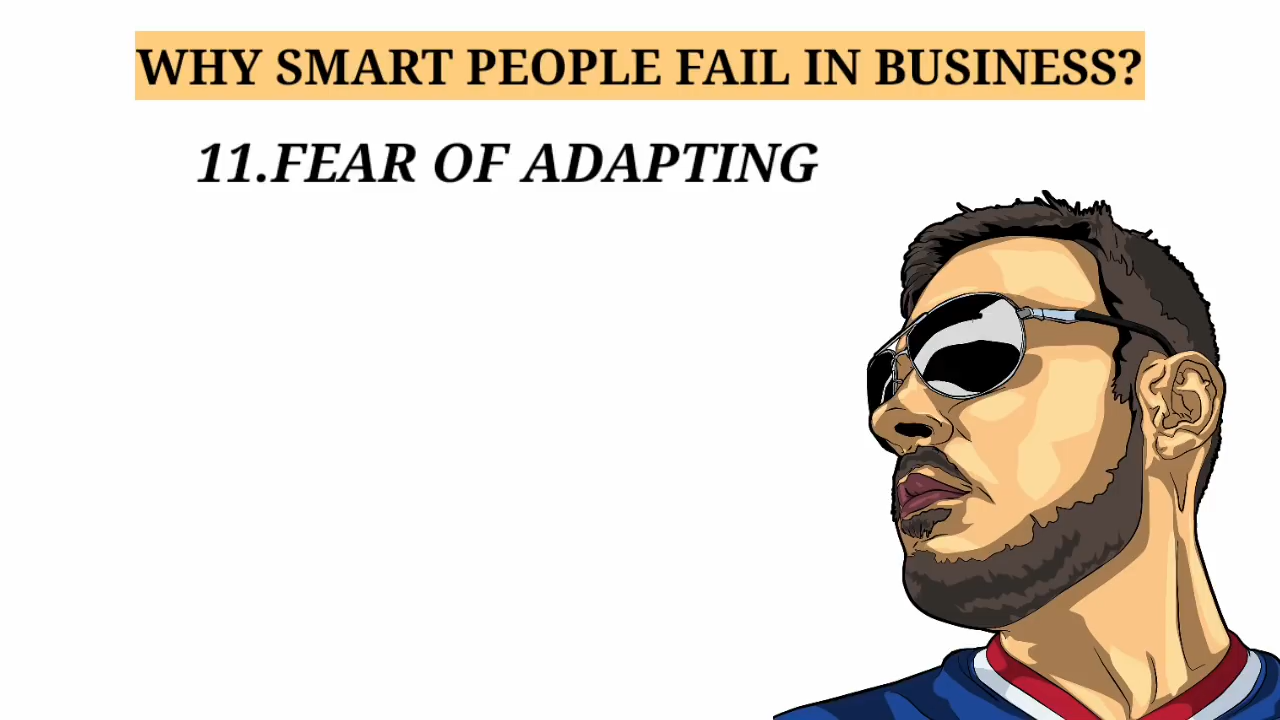 WHY SMART PEOPLE FAIL IN BUSINESS?
11.FEAR OF ADAPTING